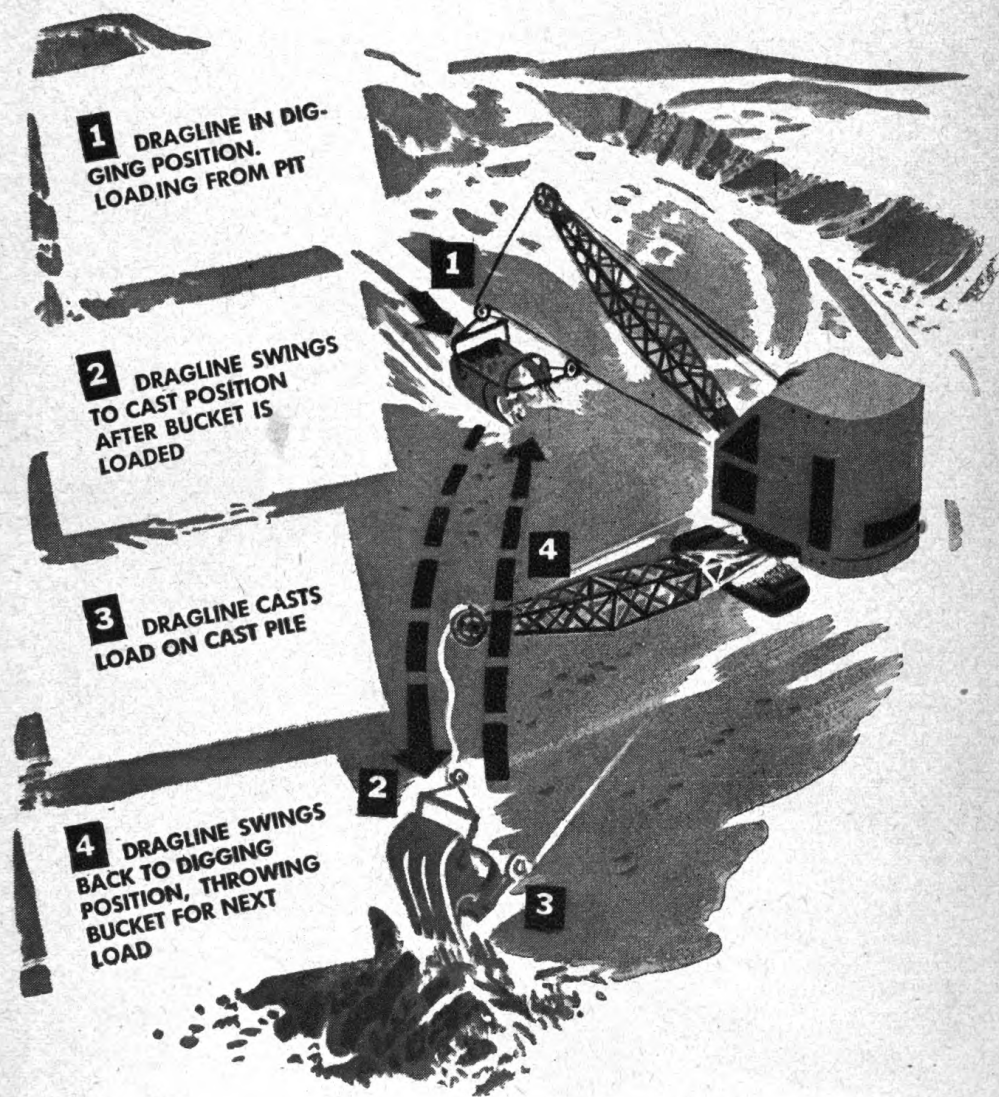 1 DRAGLINE IN DIG-
GING POSITION.
LOADING FROM PIT
2 DRAGLINE SWINGS
TO CAST POSITION
AFTER BUCKET IS
LOADED
3 DRAGLINE CASTS
LOAD ON CAST PILE
4 DRAGLINE SWINGS
BACK TO DIGGING
POSITION, THROWING
BUCKET FOR NEXT
LOAD
1
4
2
3